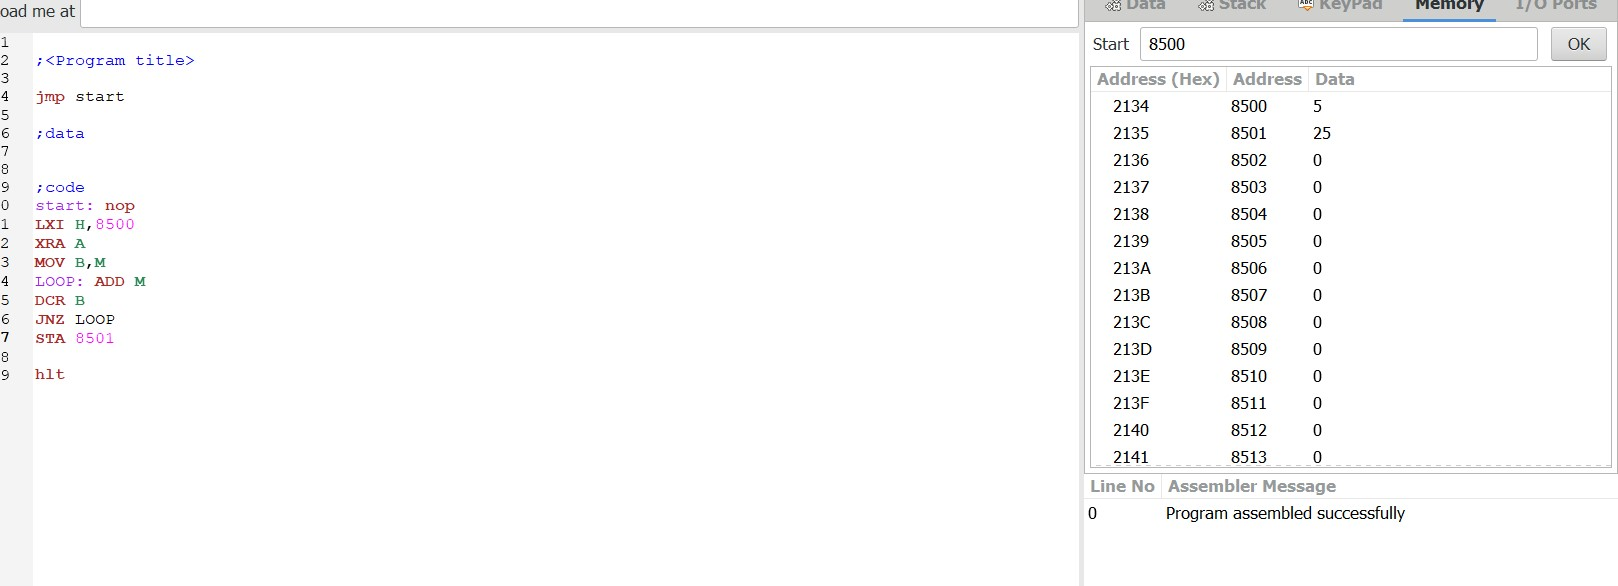 oad me at
1
2 ;<Program title>
3
4 jmp start
5
6 ;data
7
8
9 ;code
0 start: nop
1 LXI H,8500
2 XRA A
3 MOV B,M
4 LOOP: ADD M
5 DCR B
6 JNZ LOOP
7 STA 8501
8
9 hlt
Data Stack KeyPad Memory I/O Ports
Start 8500 OK
Address (Hex) Address Data
2134 8500 5
2135 8501 25
2136 8502 0
2137 8503 0
2138 8504 0
2139 8505 0
213A 8506 0
213B 8507 0
213C 8508 0
213D 8509 0
213E 8510 0
213F 8511 0
2140 8512 0
2141 8513 0
Line No Assembler Message
0 Program assembled successfully